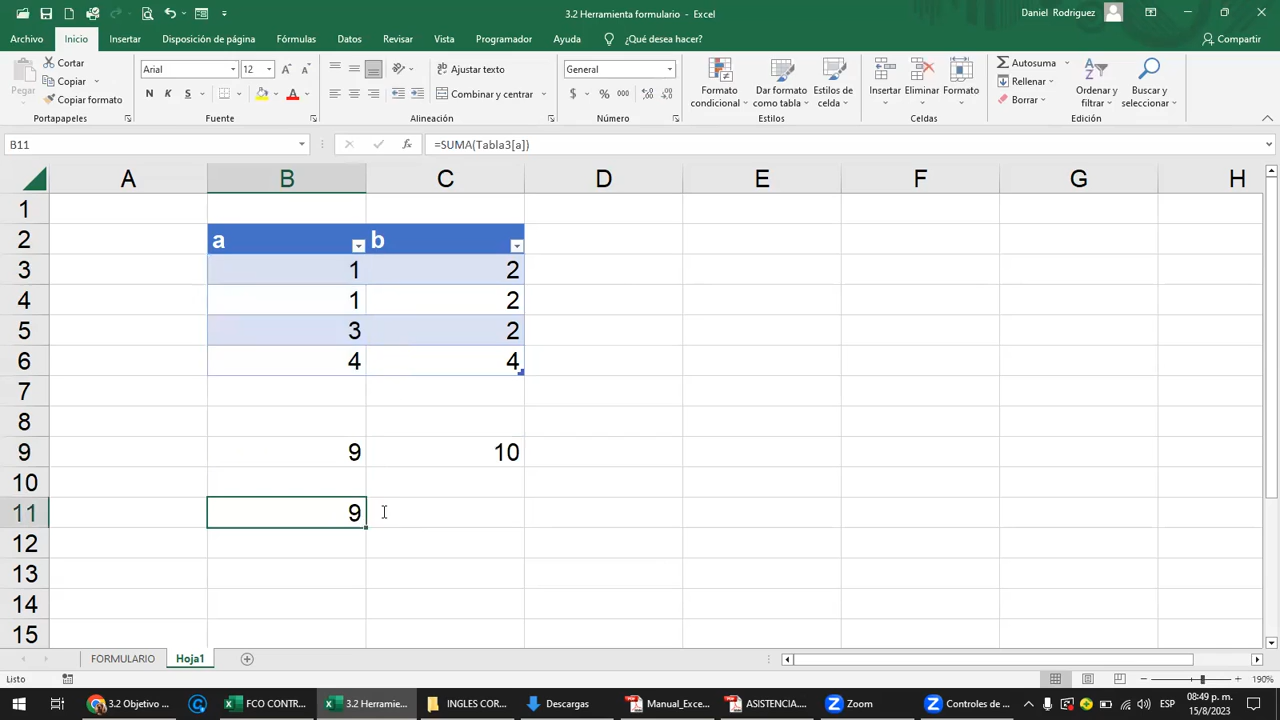 3.2 Herramienta formulario - Excel
Daniel Rodriguez
Archivo Inicio Insertar Disposición de página Fórmulas Datos Revisar Vista Programador Ayuda ¿Qué desea hacer? Compartir
Pegar
Cortar
Copiar
Copiar formato
Portapapeles
Arial 12
N K S
Fuente
Ajustar texto
Combinar y centrar
Alineación
General
$ % 000
Número
Formato condicional
Dar formato como tabla
Estilos de celda
Estilos
Insertar Eliminar Formato
Celdas
Autosuma
Rellenar
Borrar
Ordenar y filtrar
Buscar y seleccionar
Edición
B11 fx =SUMA(Tabla3[a])
A B C D E F G H
1
2 a b
3 1 2
4 1 2
5 3 2
6 4 4
7
8
9 9 10
10
11 9
12
13
14
15
FORMULARIO Hoja1
Listo 190%
3.2 Objetivo ... FCO CONTR... 3.2 Herramie... INGLES COR... Descargas Manual_Exce... ASISTENCIA.... Zoom Controles de ... ESP 08:49 p. m.
15/8/2023